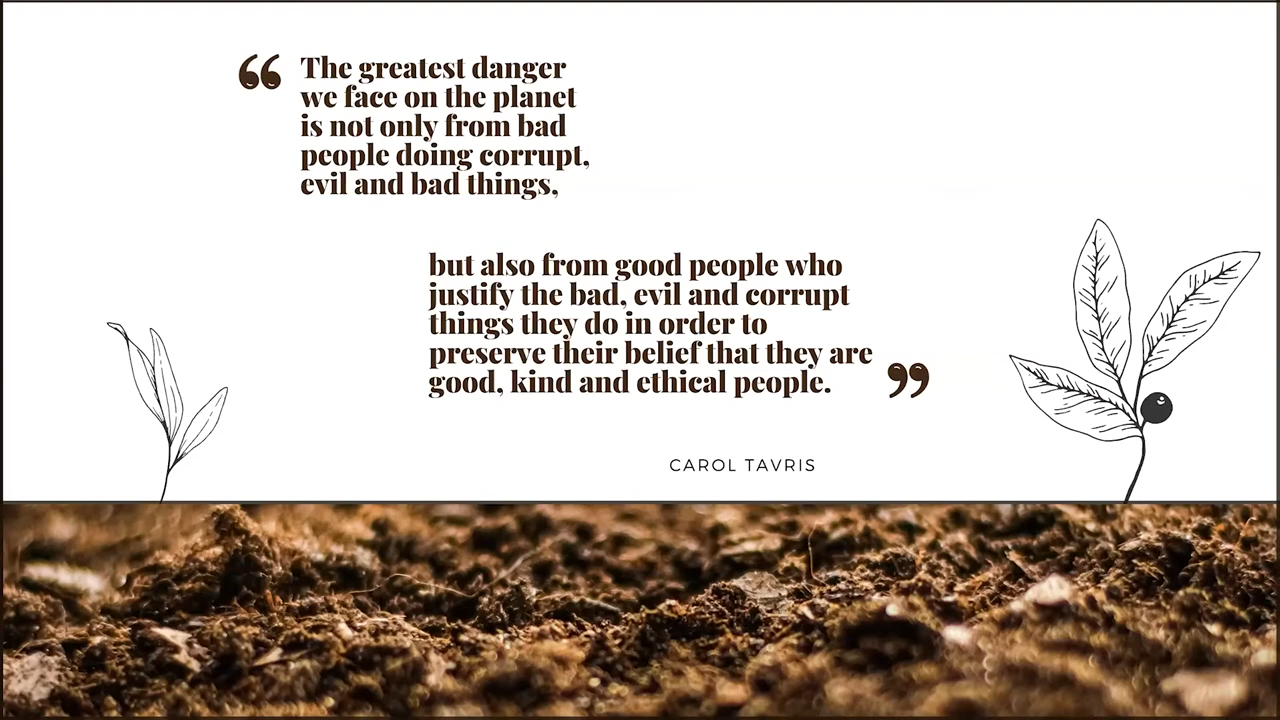 “ The greatest danger
we face on the planet
is not only from bad
people doing corrupt,
evil and bad things,
but also from good people who
justify the bad, evil and corrupt
things they do in order to
preserve their belief that they are
good, kind and ethical people. ”
CAROL TAVRIS